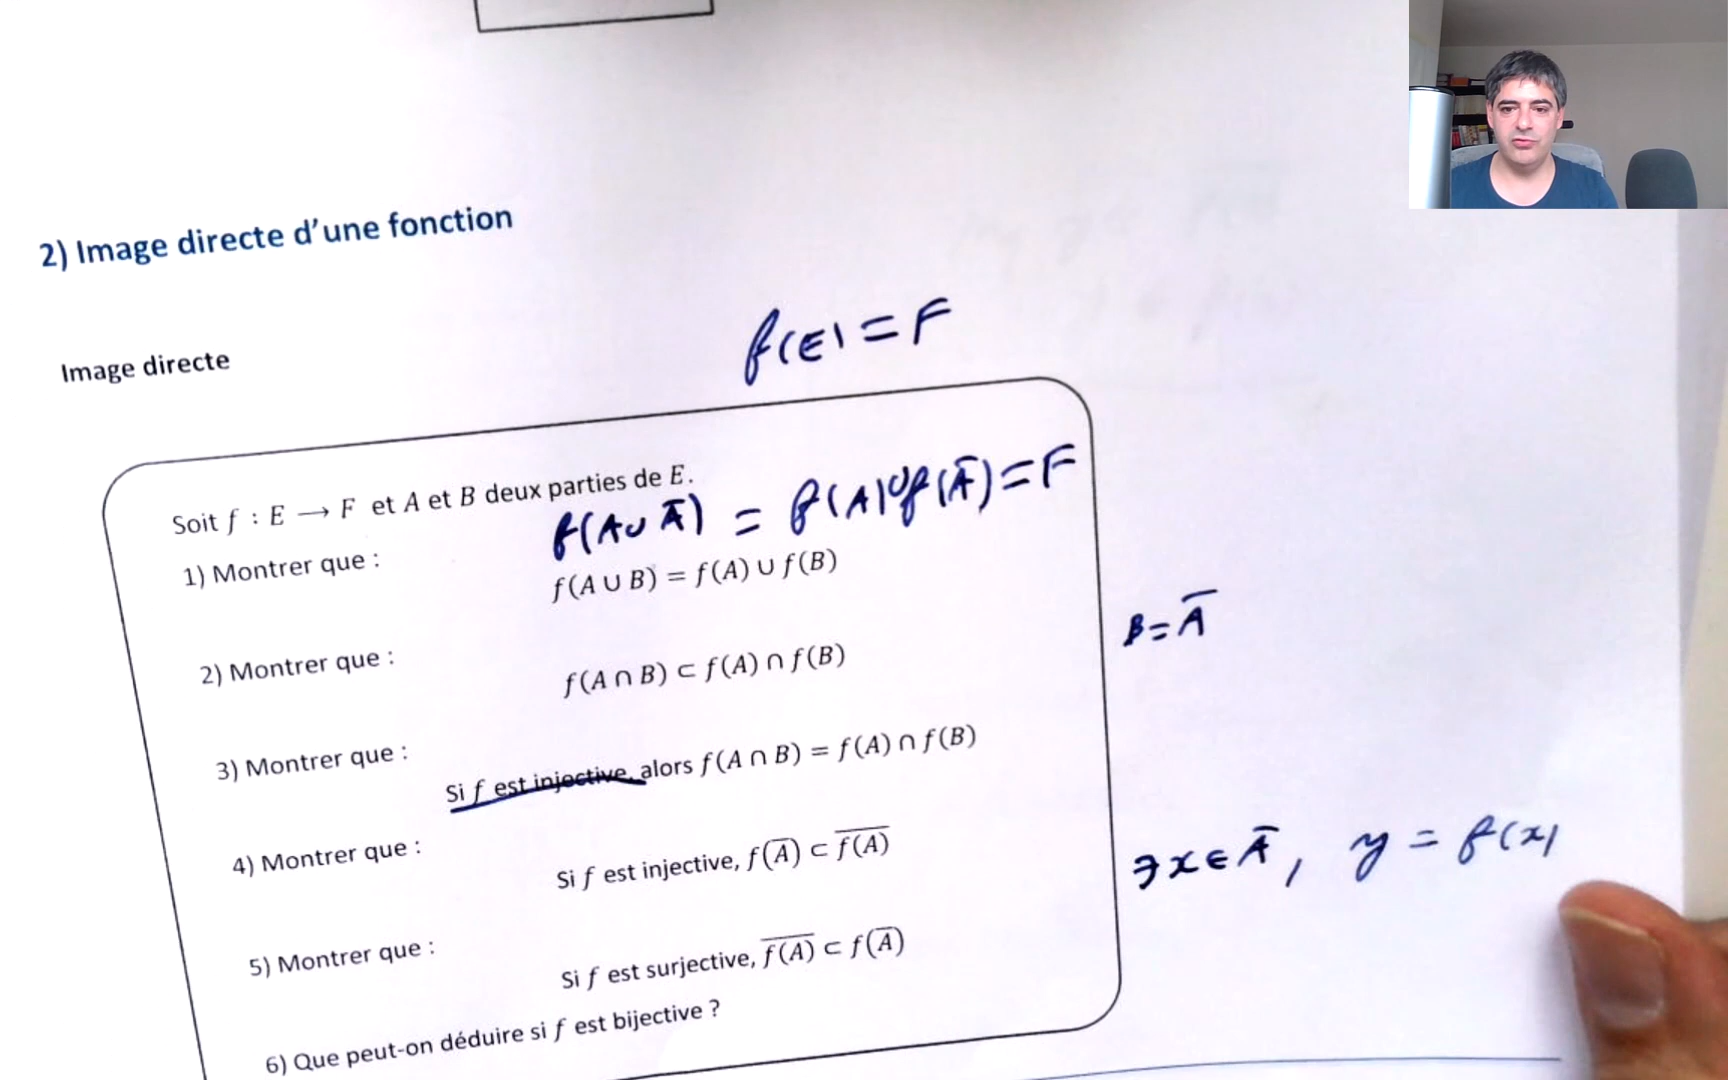 2) Image directe d'une fonction
f(E) = F
Image directe
Soit f : E ⟶ F et A et B deux parties de E.
f(A∪Ā) = f(A)∪f(Ā) = F
1) Montrer que :
f(A ∪ B) = f(A) ∪ f(B)
B = Ā
2) Montrer que :
f(A ∩ B) ⊂ f(A) ∩ f(B)
3) Montrer que :
Si f est injective, alors f(A ∩ B) = f(A) ∩ f(B)
4) Montrer que :
Si f est injective, f(A̅) ⊂ \overline{f(A)}
∃x∈Ā, y = f(x)
5) Montrer que :
Si f est surjective, \overline{f(A)} ⊂ f(A̅)
6) Que peut-on déduire si f est bijective ?